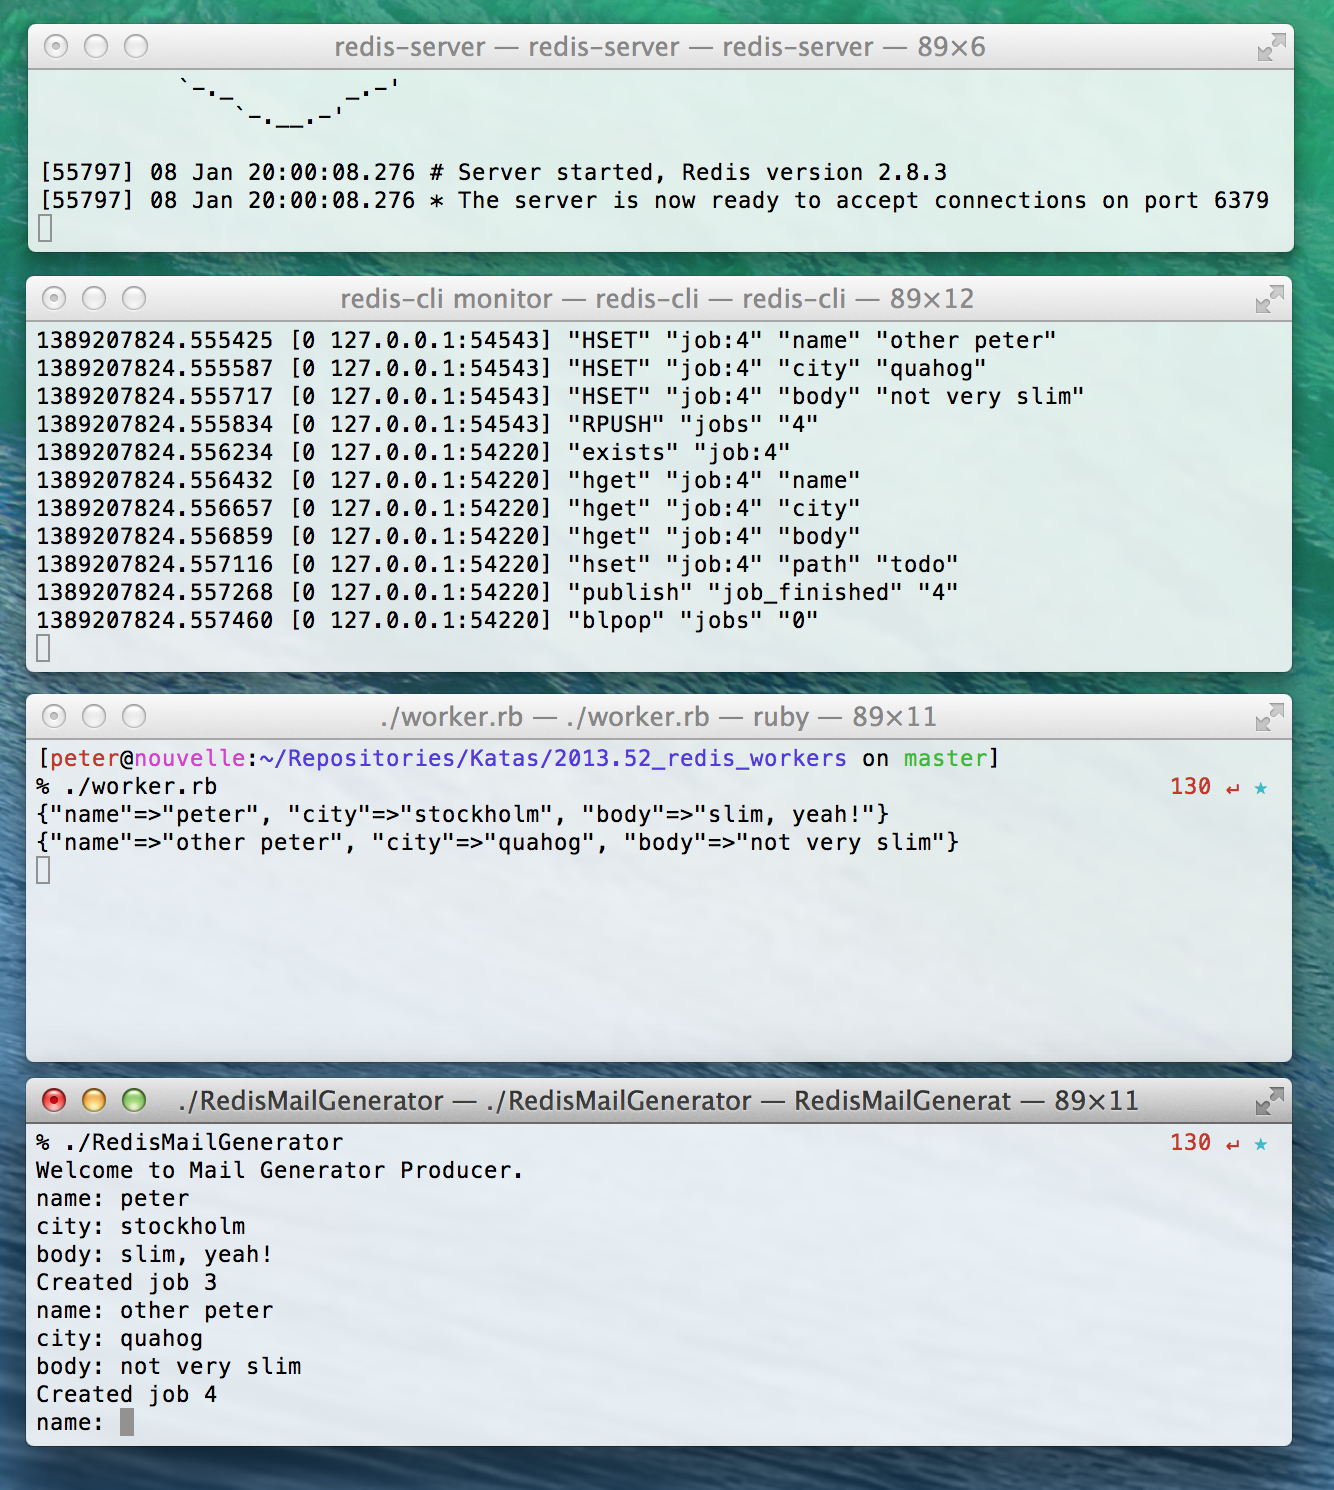 redis-server — redis-server — redis-server — 89×6
`-._        _.-'
`-.__.-'
[55797] 08 Jan 20:00:08.276 # Server started, Redis version 2.8.3
[55797] 08 Jan 20:00:08.276 * The server is now ready to accept connections on port 6379
redis-cli monitor — redis-cli — redis-cli — 89×12
1389207824.555425 [0 127.0.0.1:54543] "HSET" "job:4" "name" "other peter"
1389207824.555587 [0 127.0.0.1:54543] "HSET" "job:4" "city" "quahog"
1389207824.555717 [0 127.0.0.1:54543] "HSET" "job:4" "body" "not very slim"
1389207824.555834 [0 127.0.0.1:54543] "RPUSH" "jobs" "4"
1389207824.556234 [0 127.0.0.1:54220] "exists" "job:4"
1389207824.556432 [0 127.0.0.1:54220] "hget" "job:4" "name"
1389207824.556657 [0 127.0.0.1:54220] "hget" "job:4" "city"
1389207824.556859 [0 127.0.0.1:54220] "hget" "job:4" "body"
1389207824.557116 [0 127.0.0.1:54220] "hset" "job:4" "path" "todo"
1389207824.557268 [0 127.0.0.1:54220] "publish" "job_finished" "4"
1389207824.557460 [0 127.0.0.1:54220] "blpop" "jobs" "0"
./worker.rb — ./worker.rb — ruby — 89×11
[peter@nouvelle:~/Repositories/Katas/2013.52_redis_workers on master]
% ./worker.rb 130 ↵ ★
{"name"=>"peter", "city"=>"stockholm", "body"=>"slim, yeah!"}
{"name"=>"other peter", "city"=>"quahog", "body"=>"not very slim"}
./RedisMailGenerator — ./RedisMailGenerator — RedisMailGenerat — 89×11
% ./RedisMailGenerator 130 ↵ ★
Welcome to Mail Generator Producer.
name: peter
city: stockholm
body: slim, yeah!
Created job 3
name: other peter
city: quahog
body: not very slim
Created job 4
name: